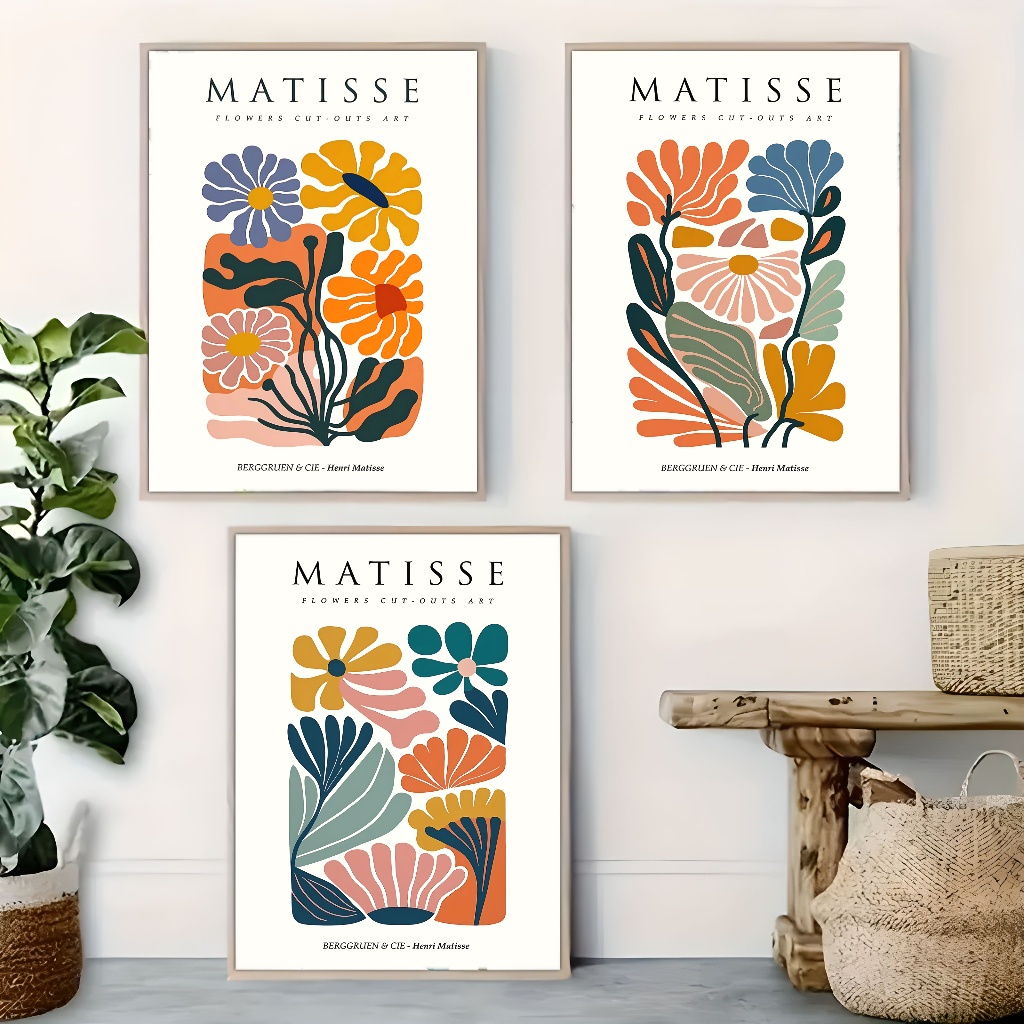 MATISSE
FLOWERS CUT-OUTS ART
BERGGRUEN & CIE - Henri Matisse
MATISSE
FLOWERS CUT-OUTS ART
BERGGRUEN & CIE - Henri Matisse
MATISSE
FLOWERS CUT-OUTS ART
BERGGRUEN & CIE - Henri Matisse